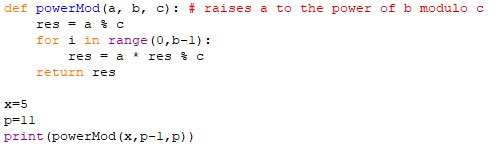 def powerMod(a, b, c): # raises a to the power of b modulo c
    res = a % c
    for i in range(0,b-1):
        res = a * res % c
    return res

x=5
p=11
print(powerMod(x,p-1,p))